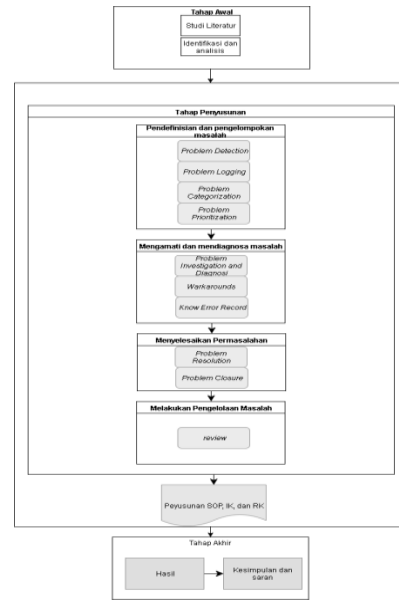 Tahap Awal
Studi Literatur
Identifikasi dan
analisis
Tahap Penyusunan
Pendefinisian dan pengelompokan
masalah
Problem Detection
Problem Logging
Problem
Categorization
Problem
Prioritization
Mengamati dan mendiagnosa masalah
Problem
Investigation and
Diagnosi
Warkarounds
Know Error Record
Menyelesaikan Permasalahan
Problem
Resolution
Problem Closure
Melakukan Pengelolaan Masalah
review
Peyusunan SOP, IK, dan RK
Tahap Akhir
Hasil
Kesimpulan dan
saran